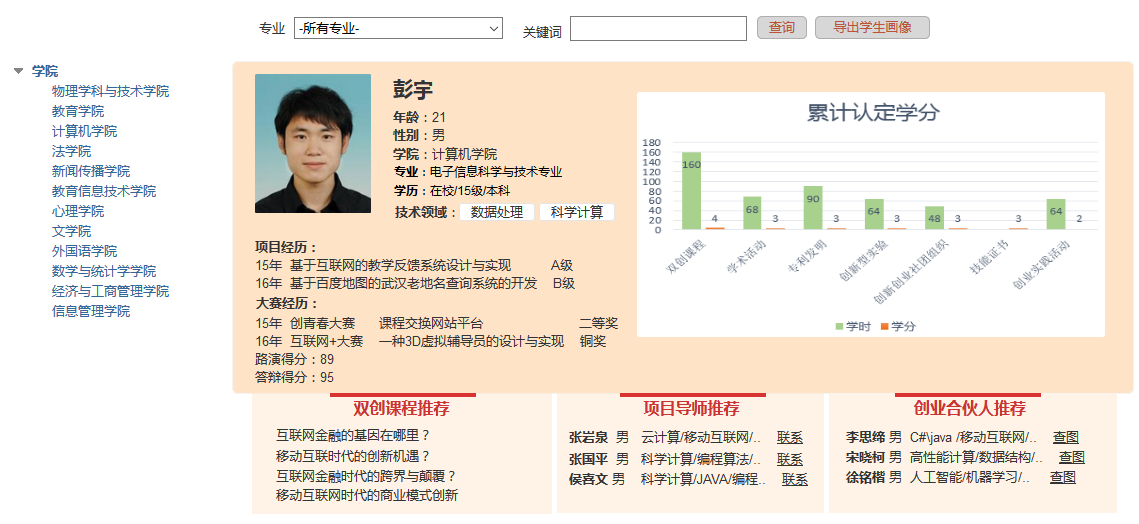 专业 -所有专业- 关键词 查询 导出学生画像
学院
物理学科与技术学院
教育学院
计算机学院
法学院
新闻传播学院
教育信息技术学院
心理学院
文学院
外国语学院
数学与统计学学院
经济与工商管理学院
信息管理学院
彭宇
年龄：21
性别：男
学院：计算机学院
专业：电子信息科学与技术专业
学历：在校/15级/本科
技术领域： 数据处理 科学计算
项目经历：
15年 基于互联网的教学反馈系统设计与实现 A级
16年 基于百度地图的武汉老地名查询系统的开发 B级
大赛经历：
15年 创青春大赛 课程交换网站平台 二等奖
16年 互联网+大赛 一种3D虚拟辅导员的设计与实现 铜奖
路演得分：89
答辩得分：95
累计认定学分
180
160
140
120
100
80
60
40
20
0
160 4 68 3 90 3 64 3 48 3 3 64 2
双创课程 学术活动 专利发明 创新型实验 创新创业社团组织 技能证书 创业实践活动
学时 学分
双创课程推荐
互联网金融的基因在哪里？
移动互联时代的创新机遇？
互联网金融时代的跨界与颠覆？
移动互联网时代的商业模式创新
项目导师推荐
张岩泉 男 云计算/移动互联网/.. 联系
张国平 男 科学计算/编程算法/.. 联系
侯喜文 男 科学计算/JAVA/编程.. 联系
创业合伙人推荐
李思缔 男 C#\java /移动互联网/.. 查图
宋晓柯 男 高性能计算/数据结构/.. 查图
徐铭楷 男 人工智能/机器学习/.. 查图